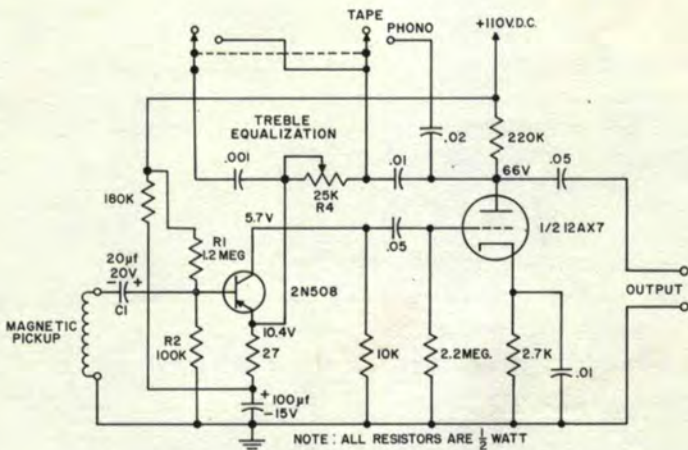 TAPE
PHONO
+110V.D.C.
TREBLE
EQUALIZATION
.001
25K
R4
.01
.02
220K
66V
.05
180K
5.7V
.05
1/2 12AX7
R1
1.2 MEG
20µf
20V
- +
C1
2N508
MAGNETIC
PICKUP
10.4V
R2
100K
27
10K
2.2MEG.
2.7K
.01
OUTPUT
+ 100µf
-15V
NOTE: ALL RESISTORS ARE ½ WATT